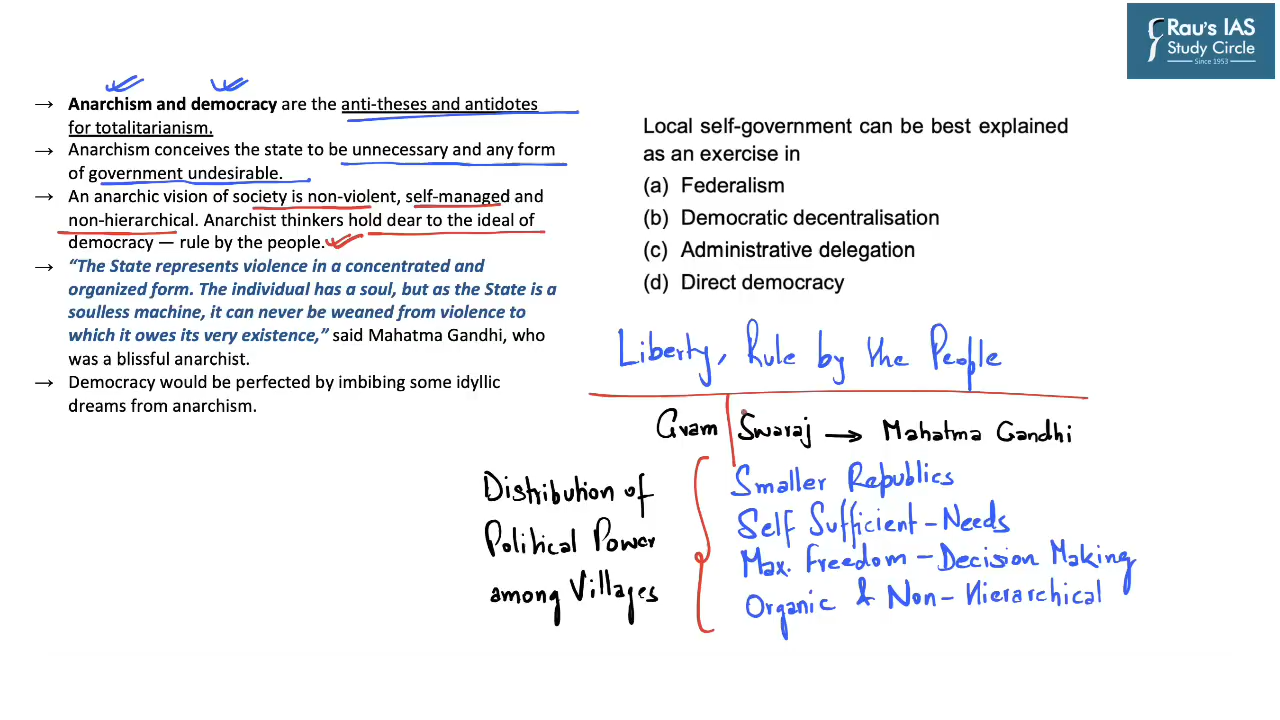 Rau's IAS
Study Circle
Since 1953
→ Anarchism and democracy are the anti-theses and antidotes
for totalitarianism.
→ Anarchism conceives the state to be unnecessary and any form
of government undesirable.
→ An anarchic vision of society is non-violent, self-managed and
non-hierarchical. Anarchist thinkers hold dear to the ideal of
democracy — rule by the people.
→ “The State represents violence in a concentrated and
organized form. The individual has a soul, but as the State is a
soulless machine, it can never be weaned from violence to
which it owes its very existence,” said Mahatma Gandhi, who
was a blissful anarchist.
→ Democracy would be perfected by imbibing some idyllic
dreams from anarchism.
Local self-government can be best explained
as an exercise in
(a) Federalism
(b) Democratic decentralisation
(c) Administrative delegation
(d) Direct democracy
Liberty, Rule by the People
Gram Swaraj → Mahatma Gandhi
Distribution of
Political Power
among Villages
Smaller Republics
Self Sufficient - Needs
Max. Freedom - Decision Making
Organic & Non-Hierarchical